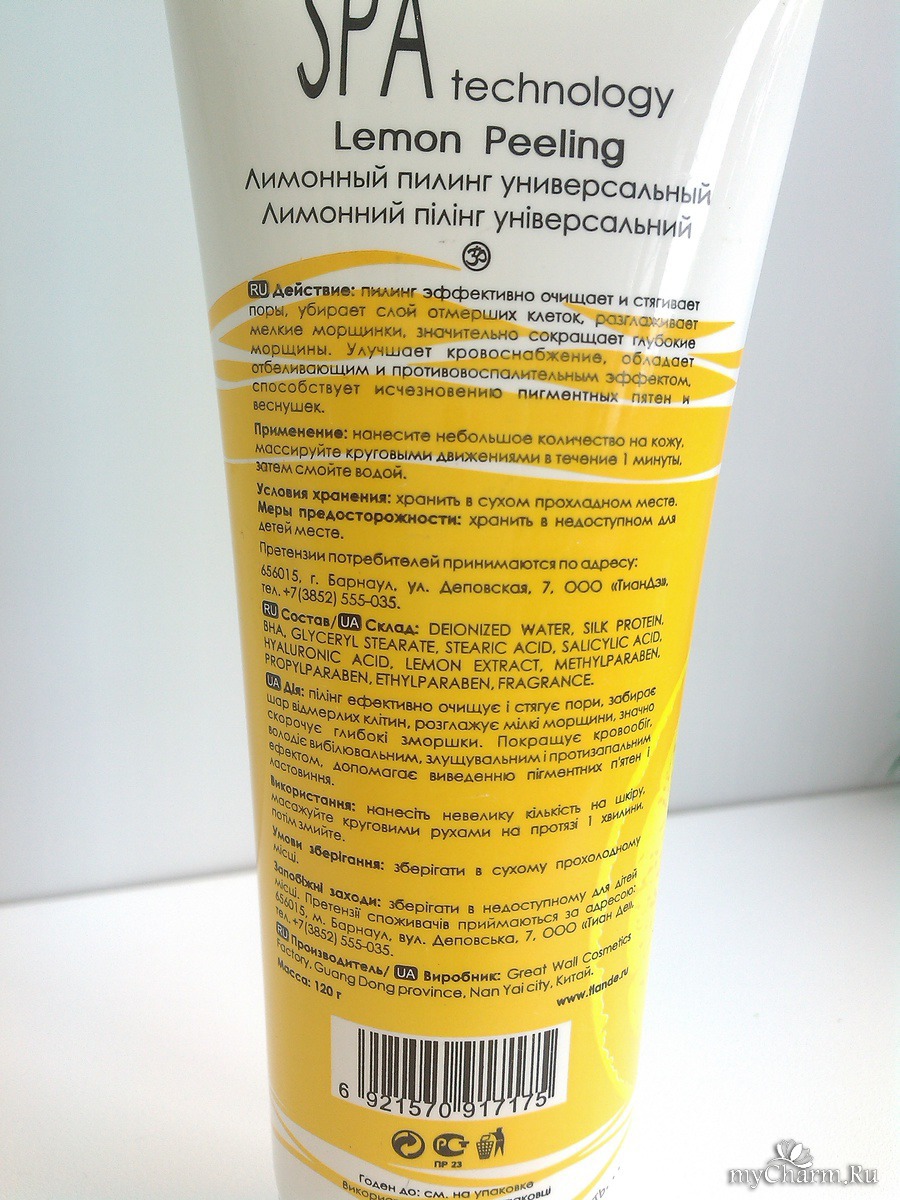 SPA technology
Lemon Peeling
Лимонный пилинг универсальный
Лимонний пілінг універсальний
RU Действие: пилинг эффективно очищает и стягивает
поры, убирает слой отмерших клеток, разглаживает
мелкие морщинки, значительно сокращает глубокие
морщины. Улучшает кровоснабжение, обладает
отбеливающим и противовоспалительным эффектом,
способствует исчезновению пигментных пятен и
веснушек.
Применение: нанесите небольшое количество на кожу,
массируйте круговыми движениями в течение 1 минуты,
затем смойте водой.
Условия хранения: хранить в сухом прохладном месте.
Меры предосторожности: хранить в недоступном для
детей месте.
Претензии потребителей принимаются по адресу:
656015, г. Барнаул, ул. Деповская, 7, ООО «ТианДэ»,
тел. +7(3852) 555-035.
RU Состав/ UA Склад: DEIONIZED WATER, SILK PROTEIN,
BHA, GLYCERYL STEARATE, STEARIC ACID, SALICYLIC ACID,
HYALURONIC ACID, LEMON EXTRACT, METHYLPARABEN,
PROPYLPARABEN, ETHYLPARABEN, FRAGRANCE.
UA Дія: пілінг ефективно очищує і стягує пори, забирає
шар відмерлих клітин, розглажує мілкі морщини, значно
скорочує глибокі зморшки. Покращує кровообіг,
володіє вибілювальним, злущувальним і протизапальним
ефектом, допомагає виведенню пігментних п'ятен і
ластовиння.
Використання: нанесіть невелику кількість на шкіру,
масажуйте круговими рухами на протязі 1 хвилини,
потім змийте.
Умови зберігання: зберігати в сухому прохолодному
місці.
Запобіжні заходи: зберігати в недоступному для дітей
місці. Претензії споживачів приймаються за адресою:
656015, м. Барнаул, вул. Деповська, 7, ООО «Тиан Де»,
тел. +7(3852) 555-035.
RU Производитель/ UA Виробник: Great Wall Cosmetics
Factory, Guang Dong province, Nan Yai city, Китай.
Масса: 120 г
www.tiande.ru
6 921570 917175
РСТ
ПР 23
Годен до: см. на упаковке
myCharm.Ru